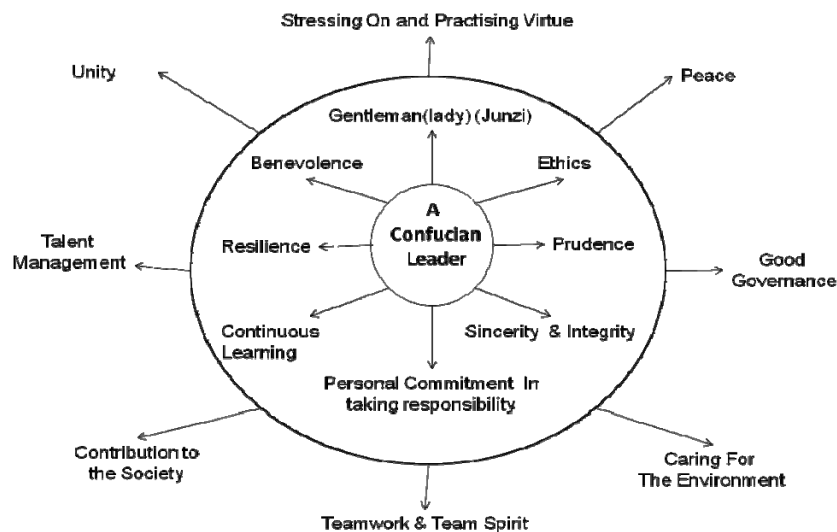 Stressing On and Practising Virtue
Unity
Peace
Gentleman(lady) (Junzi)
Benevolence
Ethics
A
Confucian
Leader
Resilience
Prudence
Talent
Management
Good
Governance
Continuous
Learning
Sincerity & Integrity
Personal Commitment In
taking responsibility
Contribution to
the Society
Caring For
The Environment
Teamwork & Team Spirit